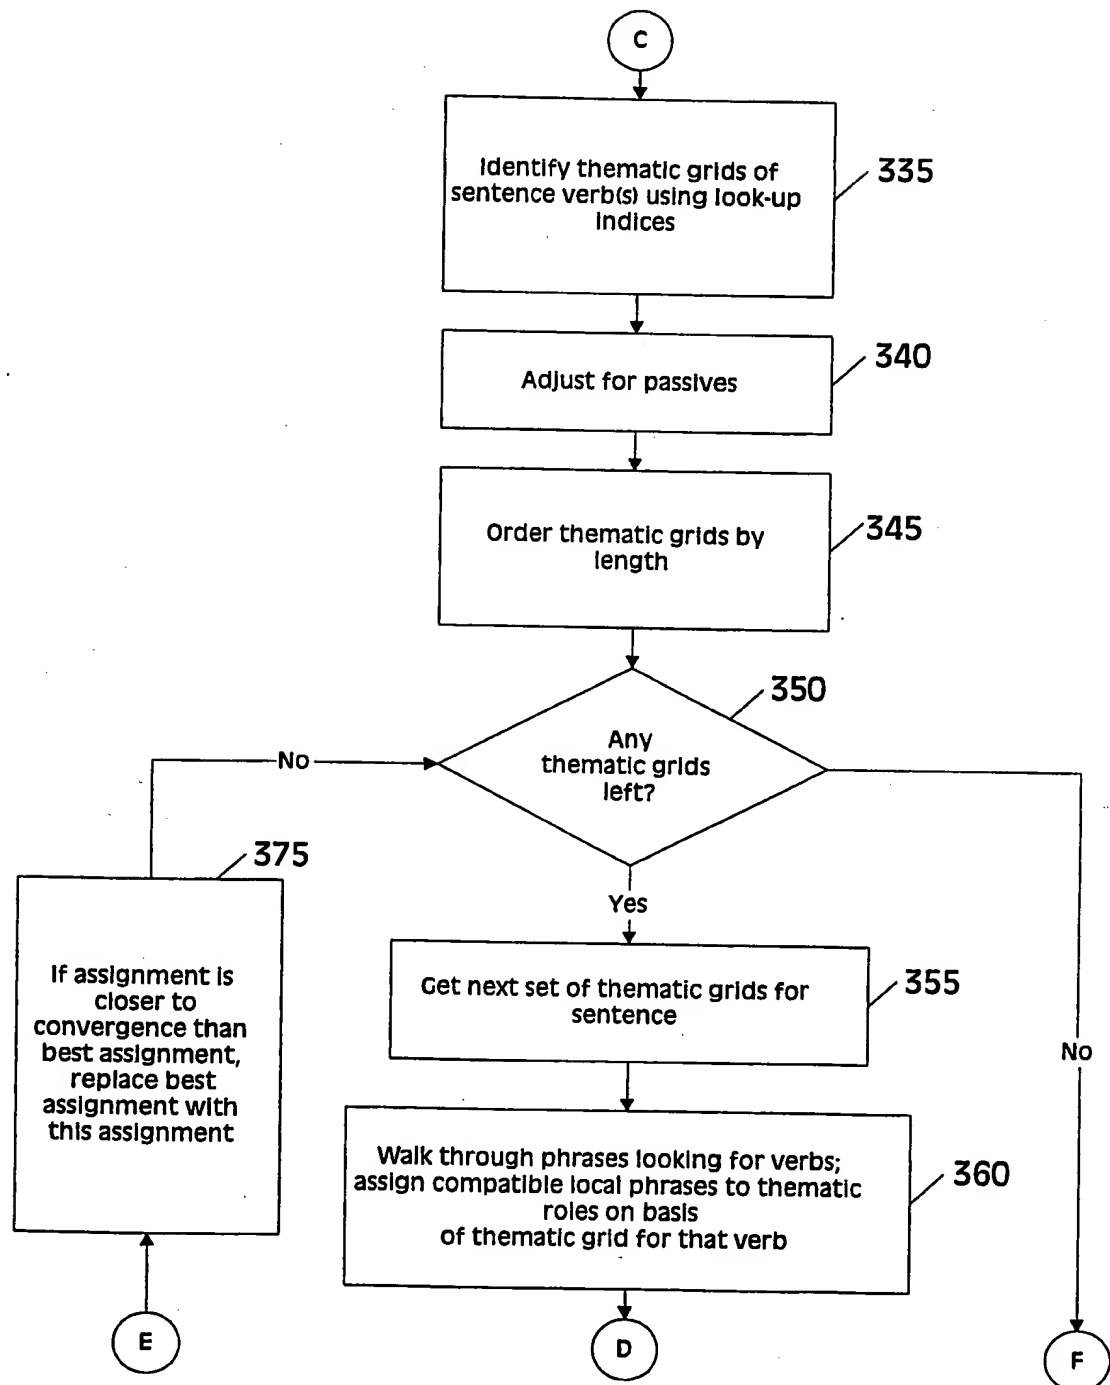 C
Identify thematic grids of
sentence verb(s) using look-up
indices
335
Adjust for passives
340
Order thematic grids by
length
345
350
Any
thematic grids
left?
No
375
Yes
If assignment is
closer to
convergence than
best assignment,
replace best
assignment with
this assignment
Get next set of thematic grids for
sentence
355
No
Walk through phrases looking for verbs;
assign compatible local phrases to thematic
roles on basis
of thematic grid for that verb
360
E
D
F